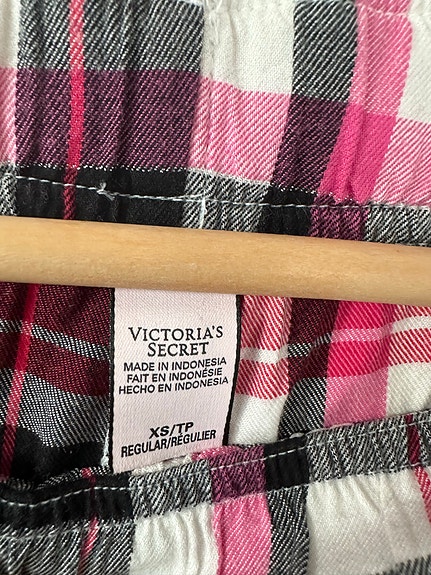 VICTORIA'S
SECRET
MADE IN INDONESIA
FAIT EN INDONÉSIE
HECHO EN INDONESIA
XS/TP
REGULAR/RÉGULIER